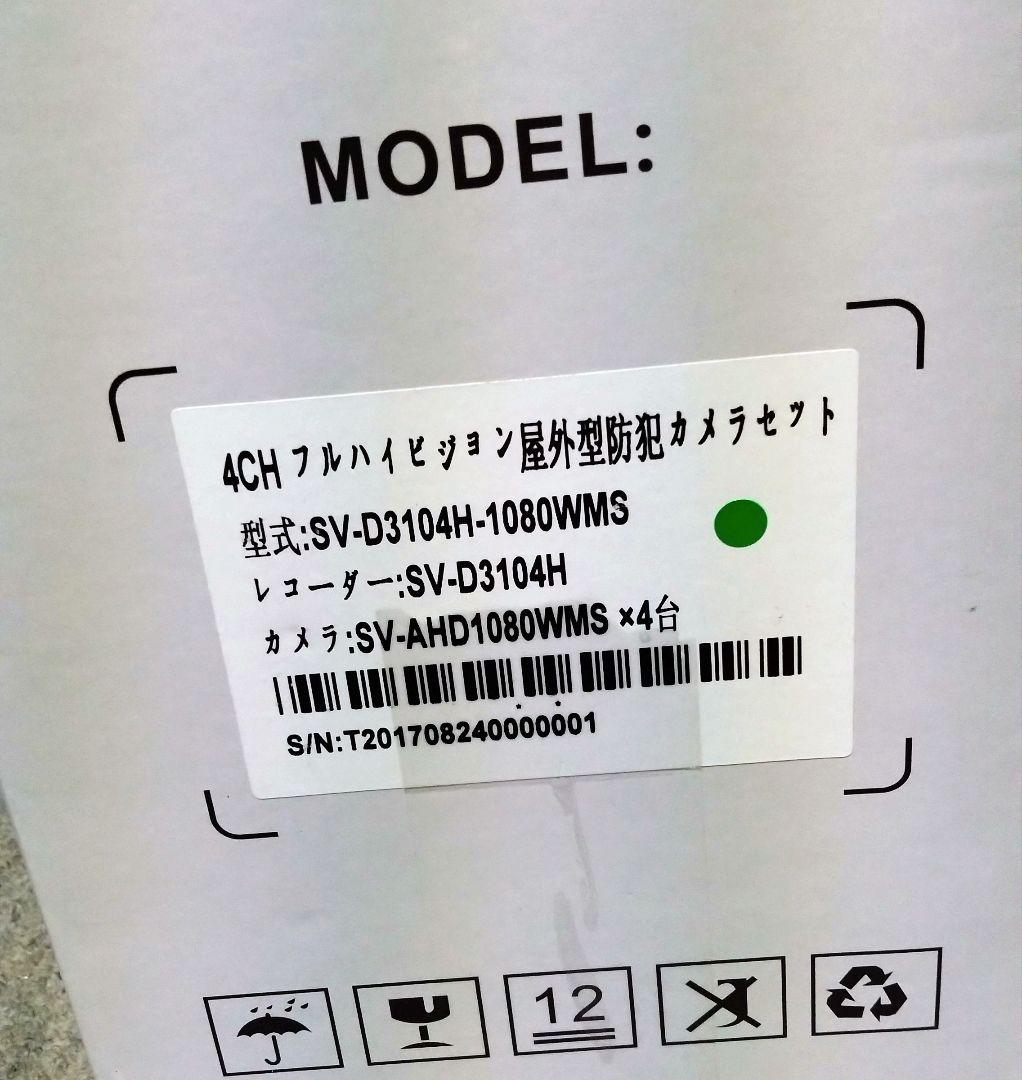 MODEL:
4CH フルハイビジョン屋外型防犯カメラセット
型式:SV-D3104H-1080WMS
レコーダー:SV-D3104H
カメラ:SV-AHD1080WMS ×4台
S/N:T201708240000001
12